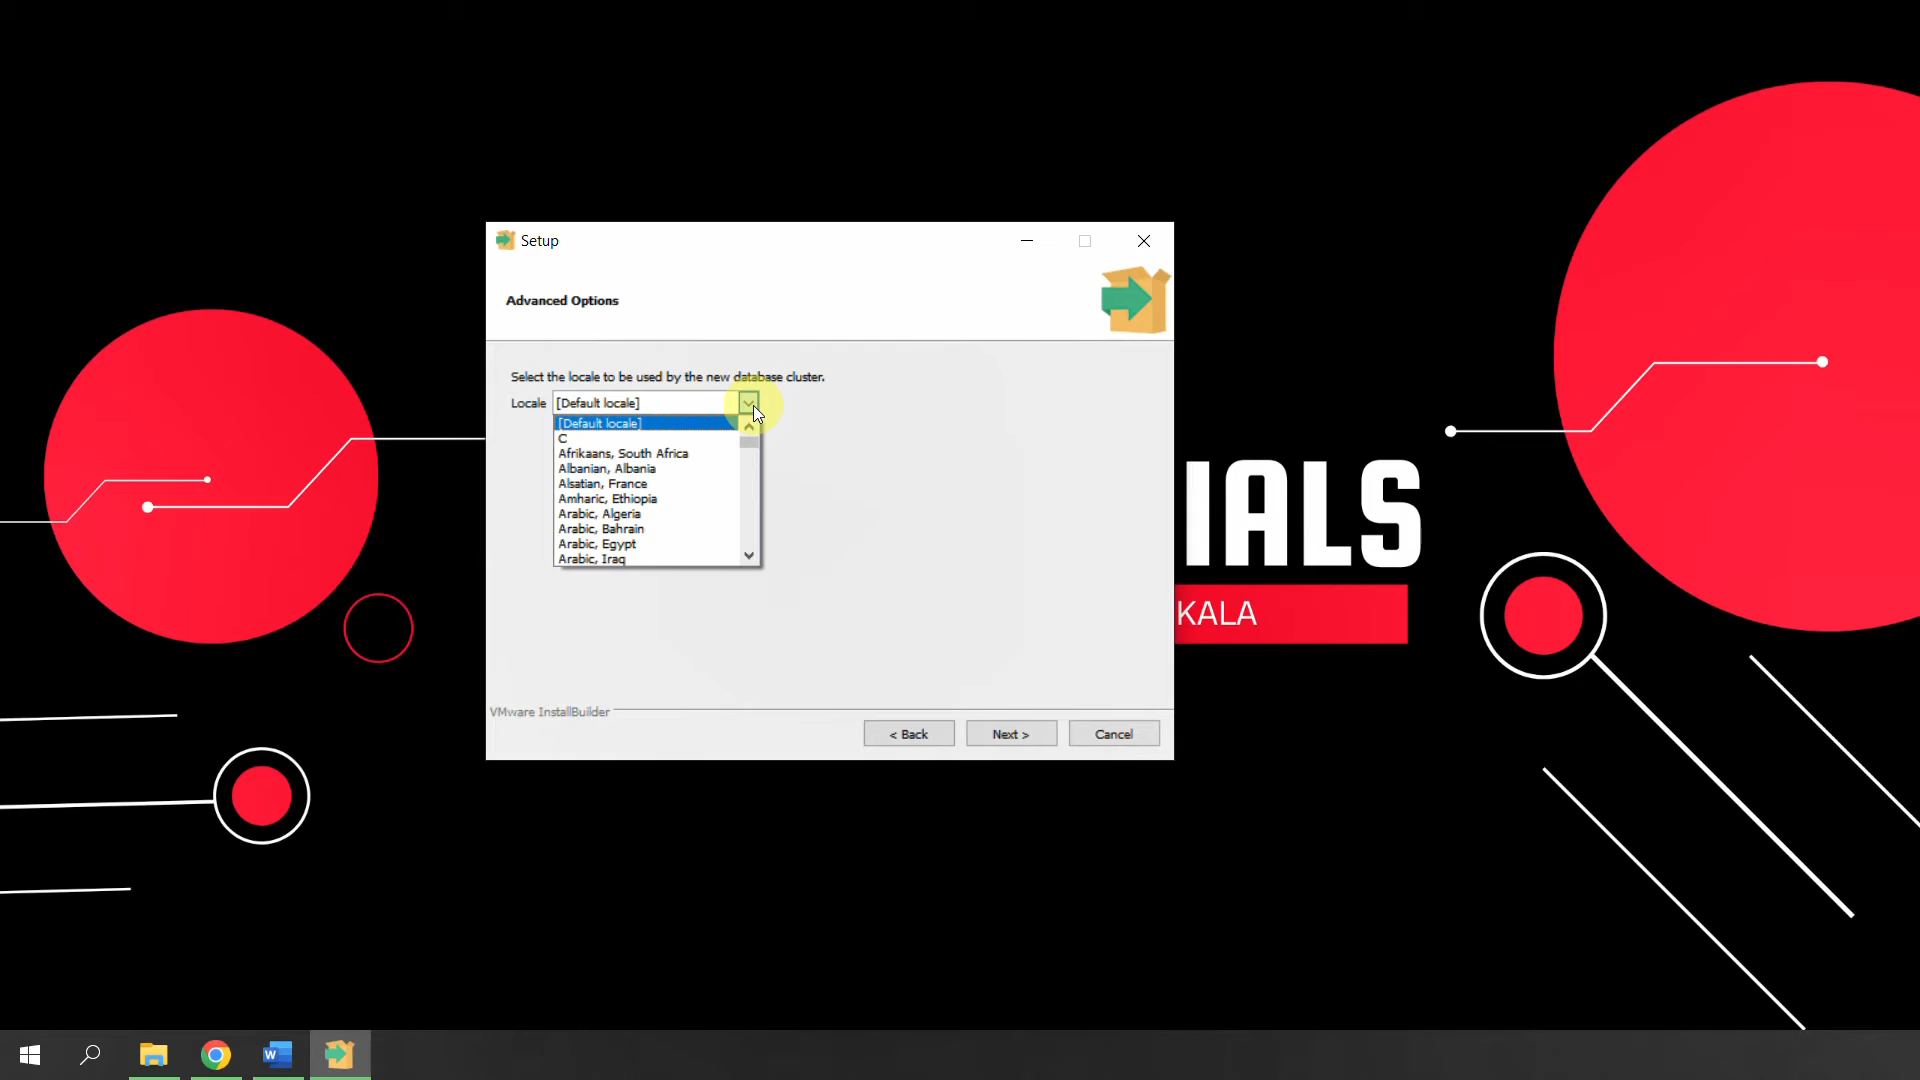 Setup
Advanced Options
Select the locale to be used by the new database cluster.
Locale [Default locale]
[Default locale]
C
Afrikaans, South Africa
Albanian, Albania
Alsatian, France
Amharic, Ethiopia
Arabic, Algeria
Arabic, Bahrain
Arabic, Egypt
Arabic, Iraq
IALS
KALA
VMware InstallBuilder
< Back
Next >
Cancel
W